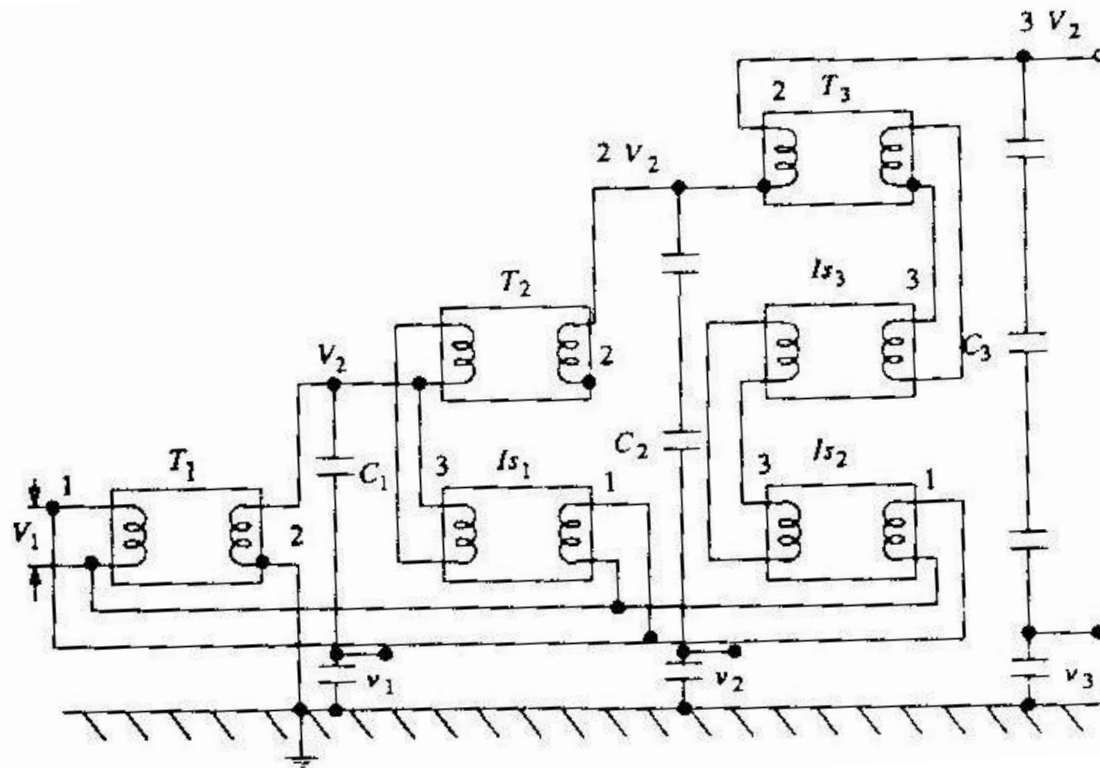 3 V₂
2 T₃
2 V₂
T₂ Is₃ 3
V₂ 2 C₃
T₁ C₁ 3 Is₁ 1 C₂ 3 Is₂ 1
1
V₁ 2
v₁ v₂ v₃